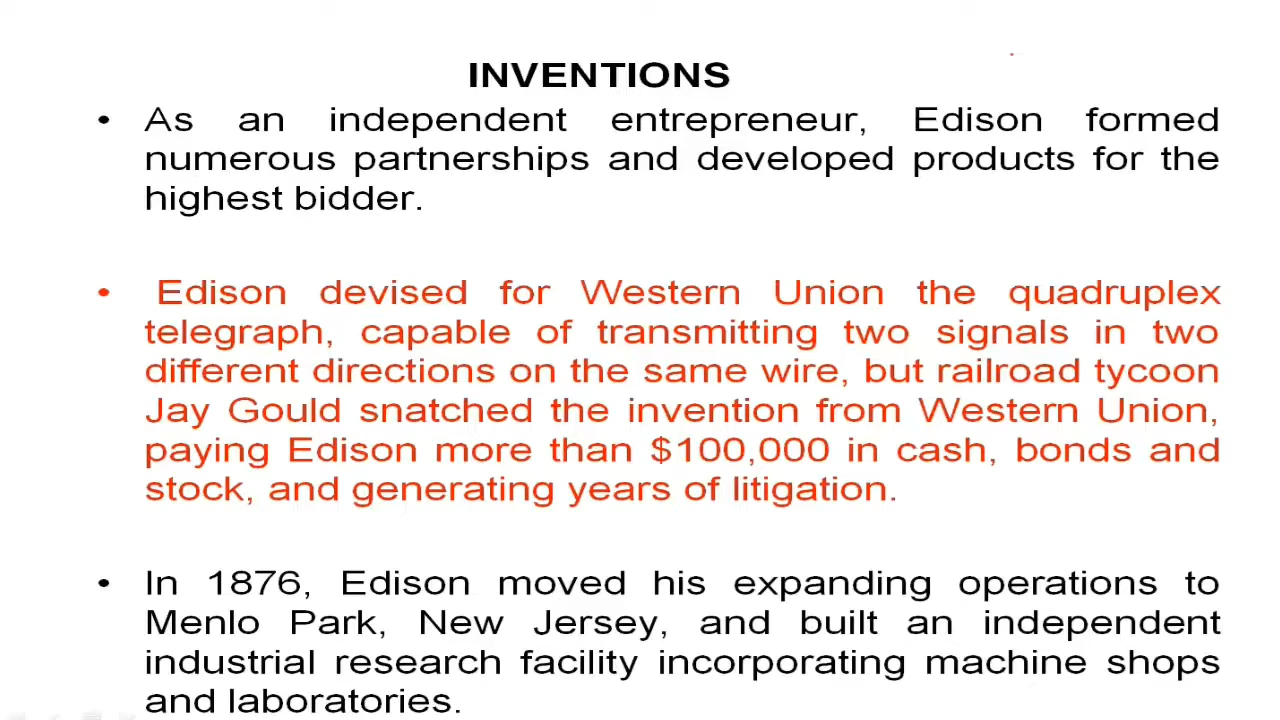 INVENTIONS
• As an independent entrepreneur, Edison formed
numerous partnerships and developed products for the
highest bidder.
• Edison devised for Western Union the quadruplex
telegraph, capable of transmitting two signals in two
different directions on the same wire, but railroad tycoon
Jay Gould snatched the invention from Western Union,
paying Edison more than $100,000 in cash, bonds and
stock, and generating years of litigation.
• In 1876, Edison moved his expanding operations to
Menlo Park, New Jersey, and built an independent
industrial research facility incorporating machine shops
and laboratories.